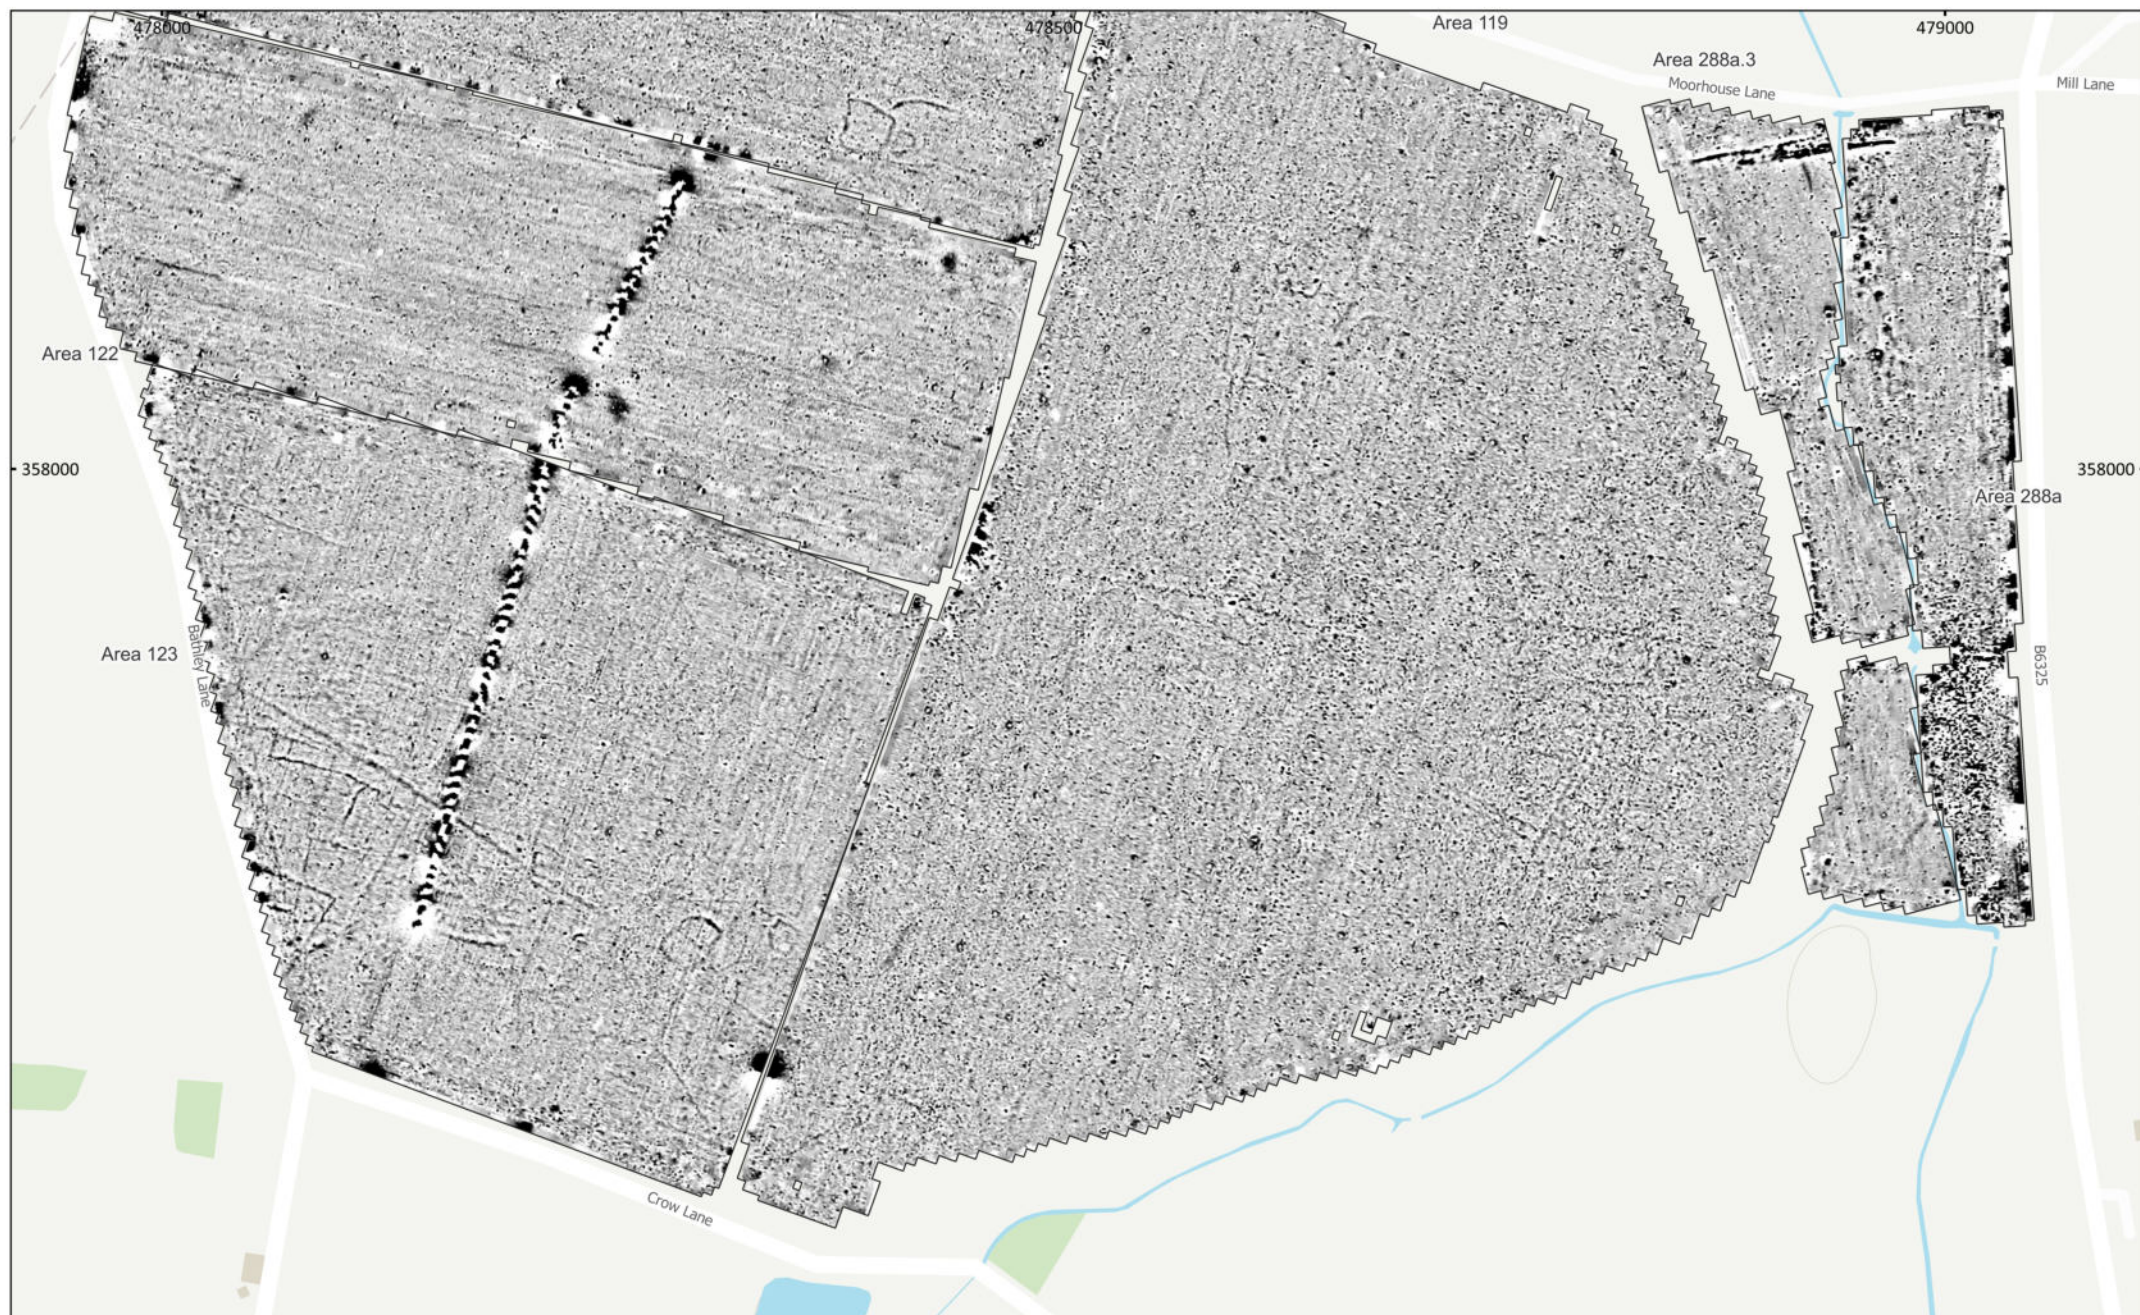 478000
478500
Area 119
479000
Area 288a.3
Moorhouse Lane
Mill Lane
Area 122
358000
358000
Area 288a
Area 123
Bathley Lane
B6325
Crow Lane